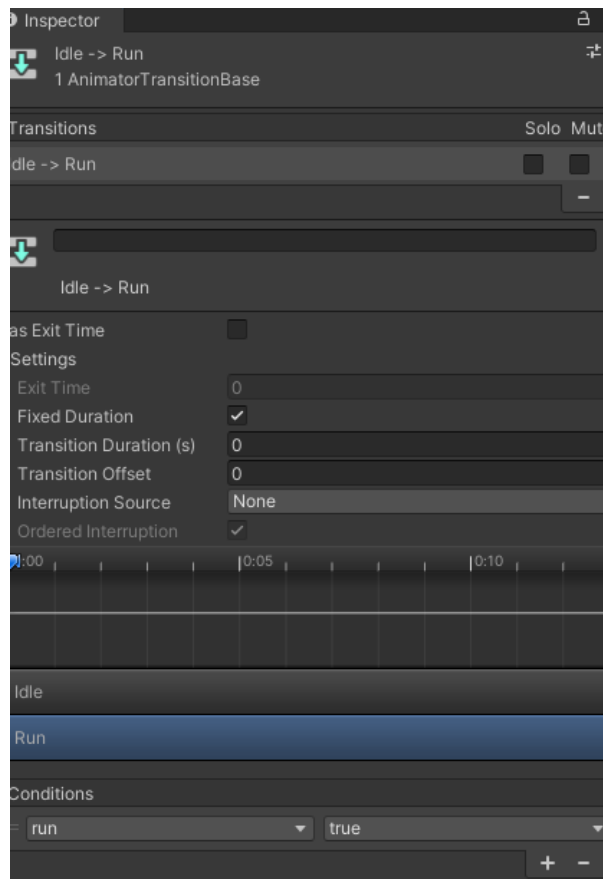 Inspector
Idle -> Run
1 AnimatorTransitionBase
Transitions Solo Mut
dle -> Run
Idle -> Run
as Exit Time
Settings
Exit Time 0
Fixed Duration
Transition Duration (s) 0
Transition Offset 0
Interruption Source None
Ordered Interruption
:00 0:05 0:10
Idle
Run
Conditions
run true
+ -